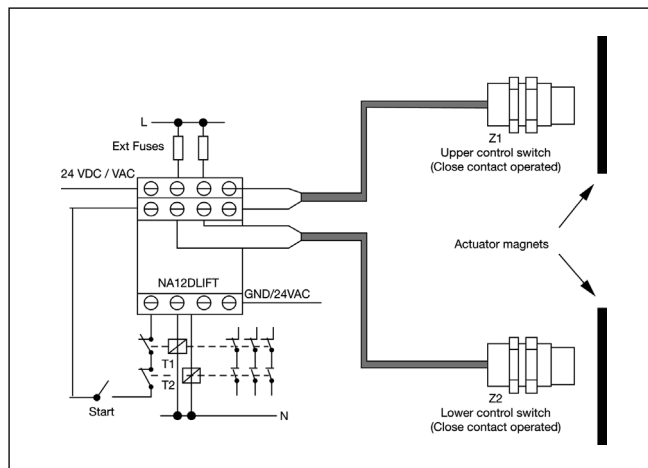 L
Ext Fuses
24 VDC / VAC
NA12DLIFT
GND/24VAC
T1
T2
Start
N
Z1
Upper control switch
(Close contact operated)
Actuator magnets
Z2
Lower control switch
(Close contact operated)